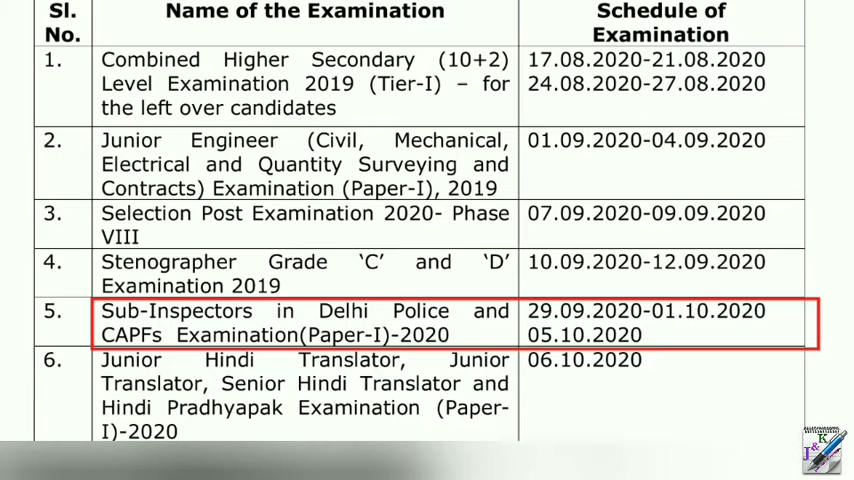 Sl. No.
Name of the Examination
Schedule of Examination
1.
Combined Higher Secondary (10+2)
Level Examination 2019 (Tier-I) – for
the left over candidates
17.08.2020-21.08.2020
24.08.2020-27.08.2020
2.
Junior Engineer (Civil, Mechanical,
Electrical and Quantity Surveying and
Contracts) Examination (Paper-I), 2019
01.09.2020-04.09.2020
3.
Selection Post Examination 2020- Phase
VIII
07.09.2020-09.09.2020
4.
Stenographer Grade ‘C’ and ‘D’
Examination 2019
10.09.2020-12.09.2020
5.
Sub-Inspectors in Delhi Police and
CAPFs Examination(Paper-I)-2020
29.09.2020-01.10.2020
05.10.2020
6.
Junior Hindi Translator, Junior
Translator, Senior Hindi Translator and
Hindi Pradhyapak Examination (Paper-
I)-2020
06.10.2020
J&K